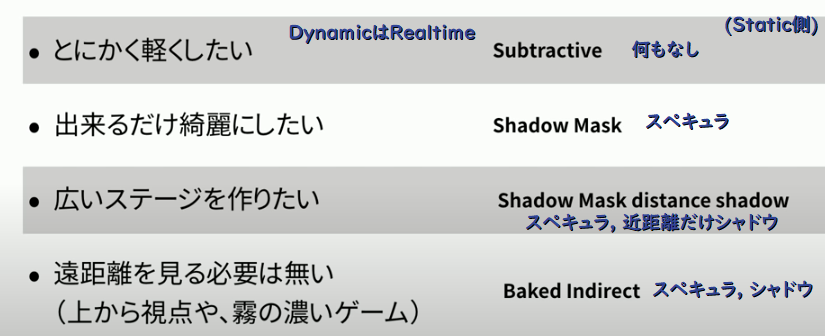 DynamicはRealtime
(Static側)
● とにかく軽くしたい Subtractive 何もなし
● 出来るだけ綺麗にしたい Shadow Mask スペキュラ
● 広いステージを作りたい Shadow Mask distance shadow
スペキュラ, 近距離だけシャドウ
● 遠距離を見る必要は無い
（上から視点や、霧の濃いゲーム） Baked Indirect スペキュラ, シャドウ